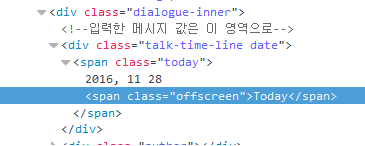 <div class="dialogue-inner">
<!--입력한 메시지 값은 이 영역으로-->
<div class="talk-time-line date">
<span class="today">
2016, 11 28
<span class="offscreen">Today</span>
</span>
</div>